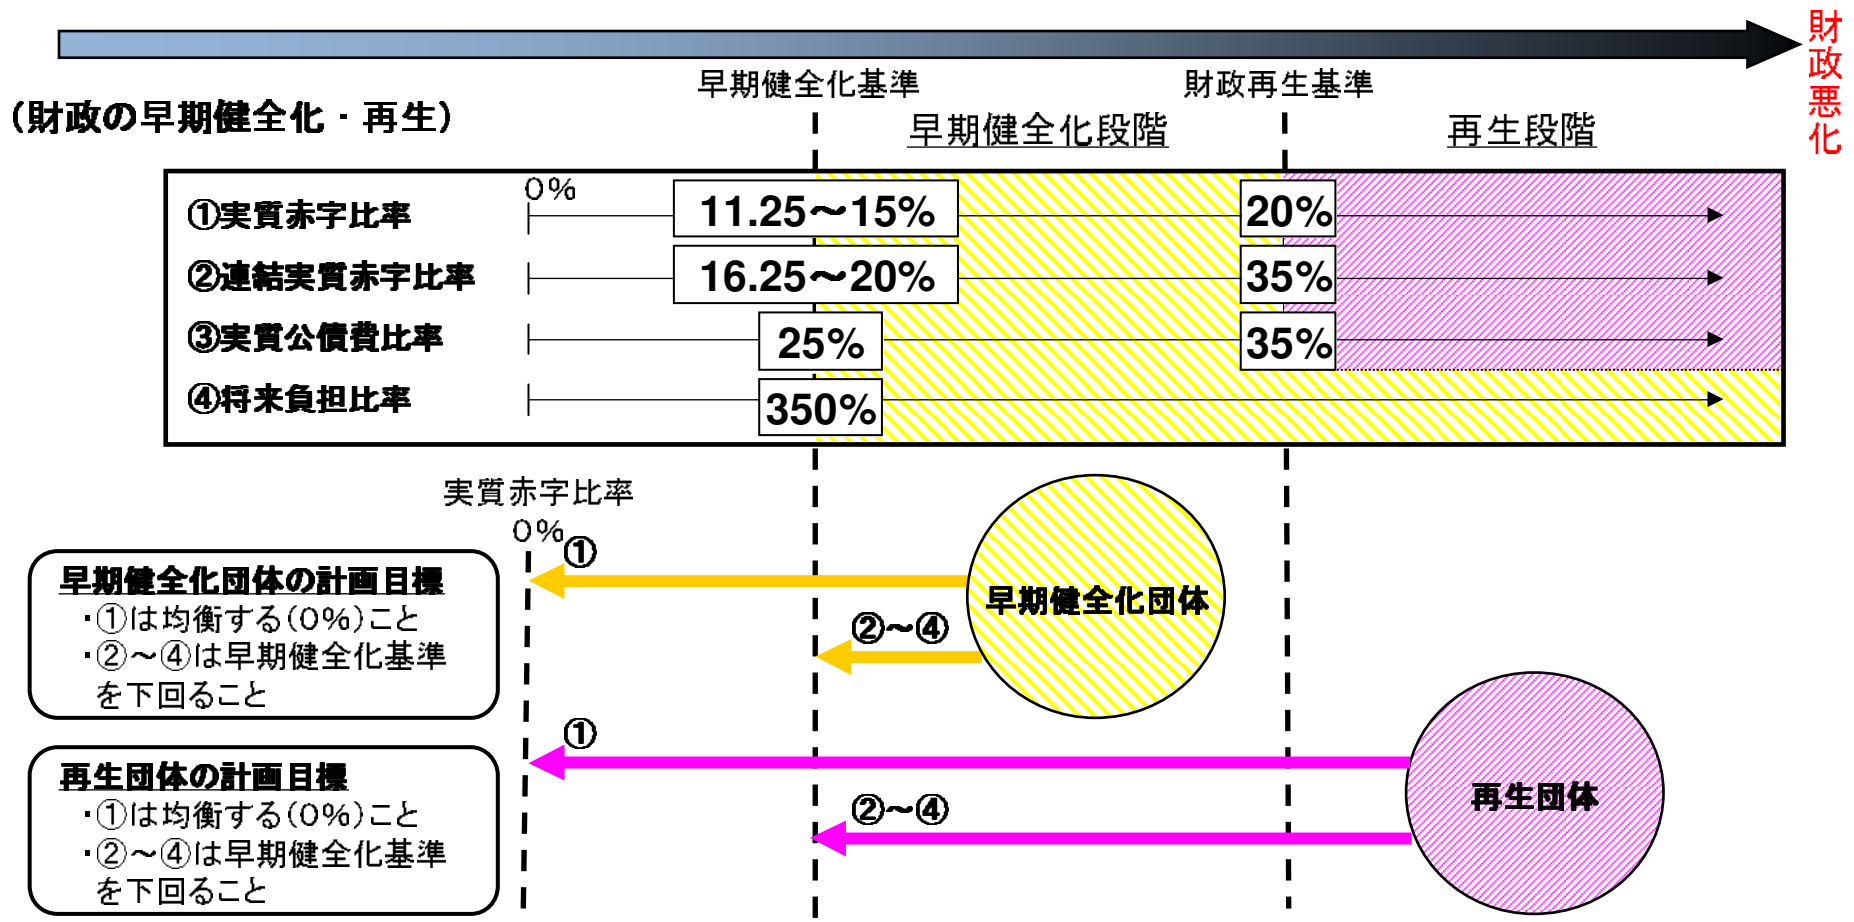 財政悪化
早期健全化基準
財政再生基準
（財政の早期健全化・再生）
早期健全化段階
再生段階
0%
①実質赤字比率
11.25～15%
20%
②連結実質赤字比率
16.25～20%
35%
③実質公債費比率
25%
35%
④将来負担比率
350%
実質赤字比率
0%
①
早期健全化団体の計画目標
・①は均衡する（0%）こと
・②～④は早期健全化基準
を下回ること
②～④
早期健全化団体
①
再生団体の計画目標
・①は均衡する（0%）こと
・②～④は早期健全化基準
を下回ること
②～④
再生団体